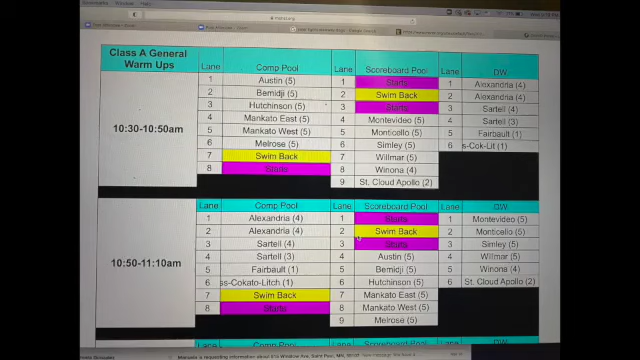 Class A General Warm Ups Lane Comp Pool Lane Scoreboard Pool Lane DW
10:30-10:50am
1 Austin (5) 1 Starts 1 Alexandria (4)
2 Bemidji (5) 2 Swim Back 2 Alexandria (4)
3 Hutchinson (5) 3 Starts 3 Sartell (4)
4 Mankato East (5) 4 Montevideo (5) 4 Sartell (3)
5 Mankato West (5) 5 Monticello (5) 5 Fairbault (1)
6 Melrose (5) 6 Simley (5) 6 ss-Cok-Lit (1)
7 Swim Back 7 Willmar (5)
8 Starts 8 Winona (4)
9 St. Cloud Apollo (2)
Lane Comp Pool Lane Scoreboard Pool Lane DW
10:50-11:10am
1 Alexandria (4) 1 Starts 1 Montevideo (5)
2 Alexandria (4) 2 Swim Back 2 Monticello (5)
3 Sartell (4) 3 Starts 3 Simley (5)
4 Sartell (3) 4 Austin (5) 4 Willmar (5)
5 Fairbault (1) 5 Bemidji (5) 5 Winona (4)
6 ss-Cokato-Litch (1) 6 Hutchinson (5) 6 St. Cloud Apollo (2)
7 Swim Back 7 Mankato East (5)
8 Starts 8 Mankato West (5)
9 Melrose (5)